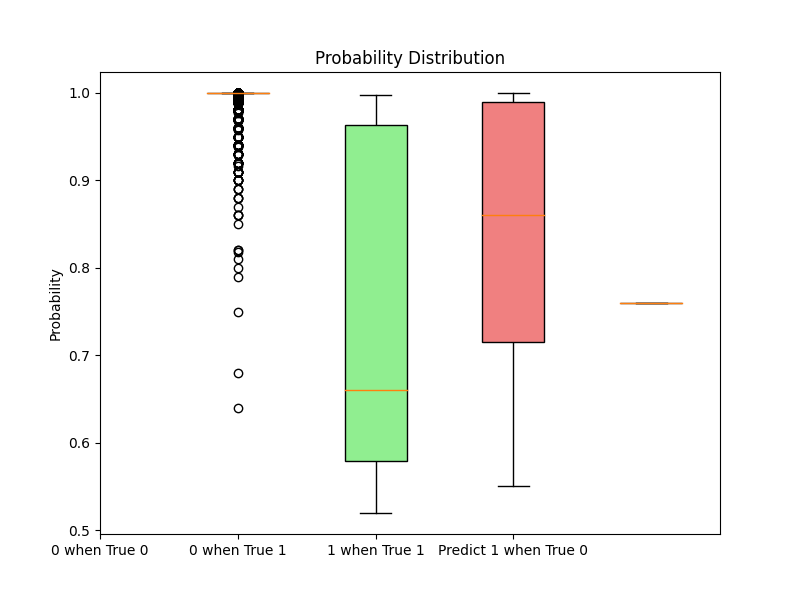 Probability Distribution
1.0
0.9
0.8
0.7
0.6
0.5
Probability
0 when True 0
0 when True 1
1 when True 1
Predict 1 when True 0